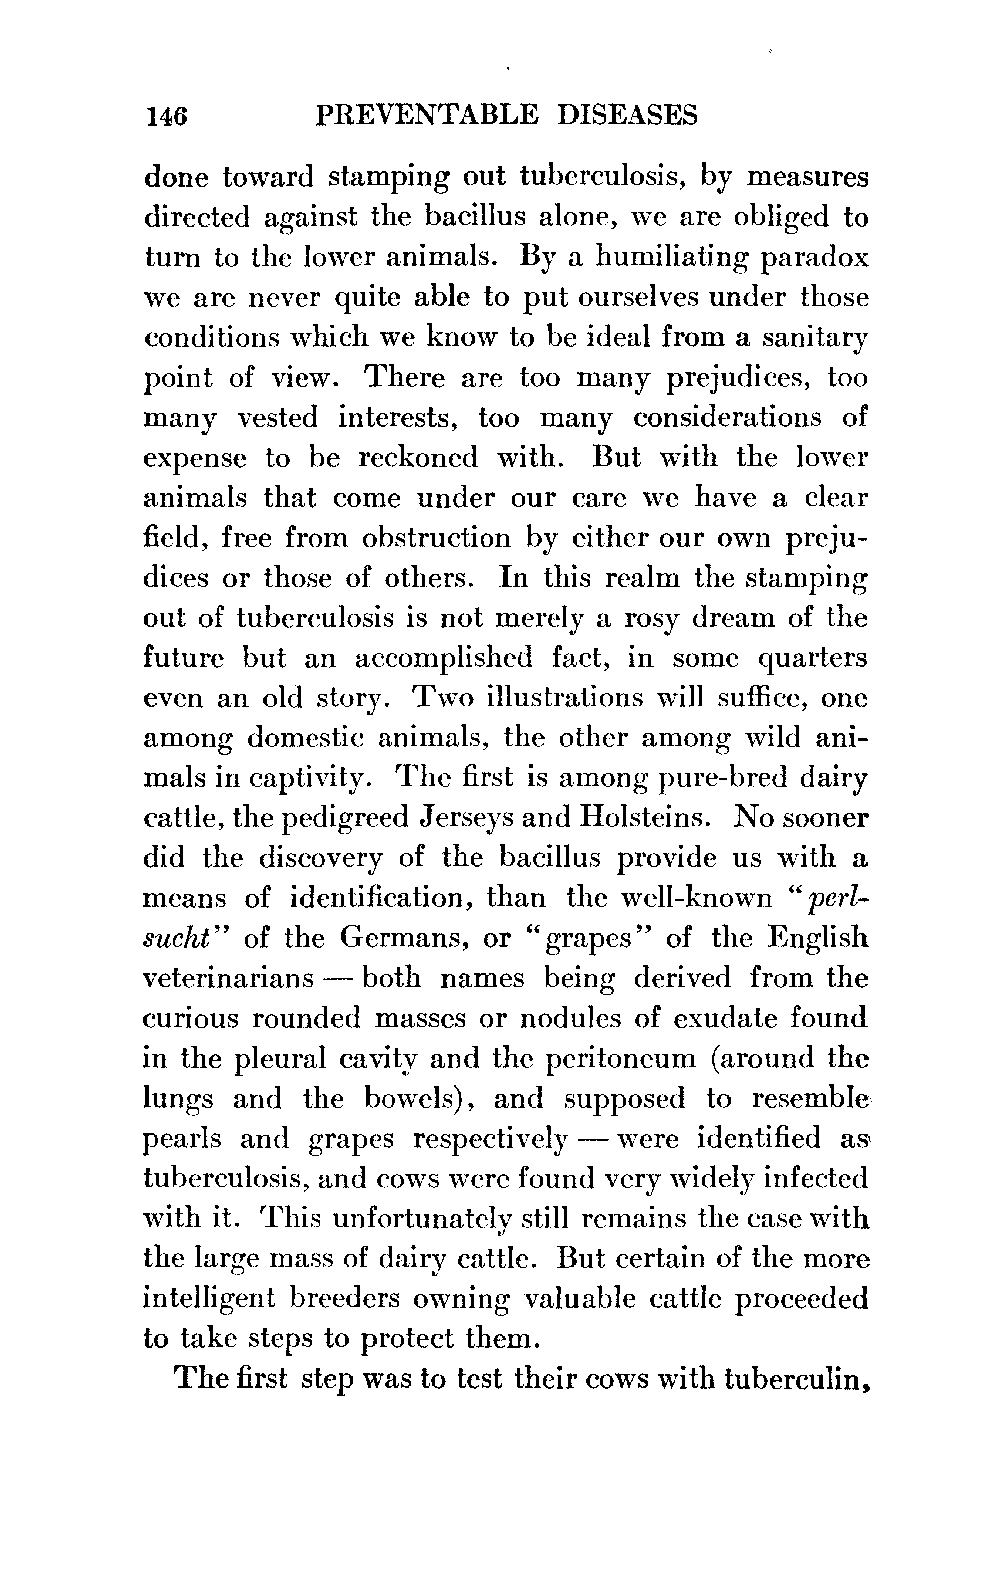 146 PREVENTABLE DISEASES
done toward stamping out tuberculosis, by measures
directed against the bacillus alone, we are obliged to
turn to the lower animals. By a humiliating paradox
we are never quite able to put ourselves under those
conditions which we know to be ideal from a sanitary
point of view. There are too many prejudices, too
many vested interests, too many considerations of
expense to be reckoned with. But with the lower
animals that come under our care we have a clear
field, free from obstruction by either our own preju-
dices or those of others. In this realm the stamping
out of tuberculosis is not merely a rosy dream of the
future but an accomplished fact, in some quarters
even an old story. Two illustrations will suffice, one
among domestic animals, the other among wild ani-
mals in captivity. The first is among pure-bred dairy
cattle, the pedigreed Jerseys and Holsteins. No sooner
did the discovery of the bacillus provide us with a
means of identification, than the well-known "perl-
sucht" of the Germans, or "grapes" of the English
veterinarians — both names being derived from the
curious rounded masses or nodules of exudate found
in the pleural cavity and the peritoneum (around the
lungs and the bowels), and supposed to resemble
pearls and grapes respectively — were identified as
tuberculosis, and cows were found very widely infected
with it. This unfortunately still remains the case with
the large mass of dairy cattle. But certain of the more
intelligent breeders owning valuable cattle proceeded
to take steps to protect them.
The first step was to test their cows with tuberculin,